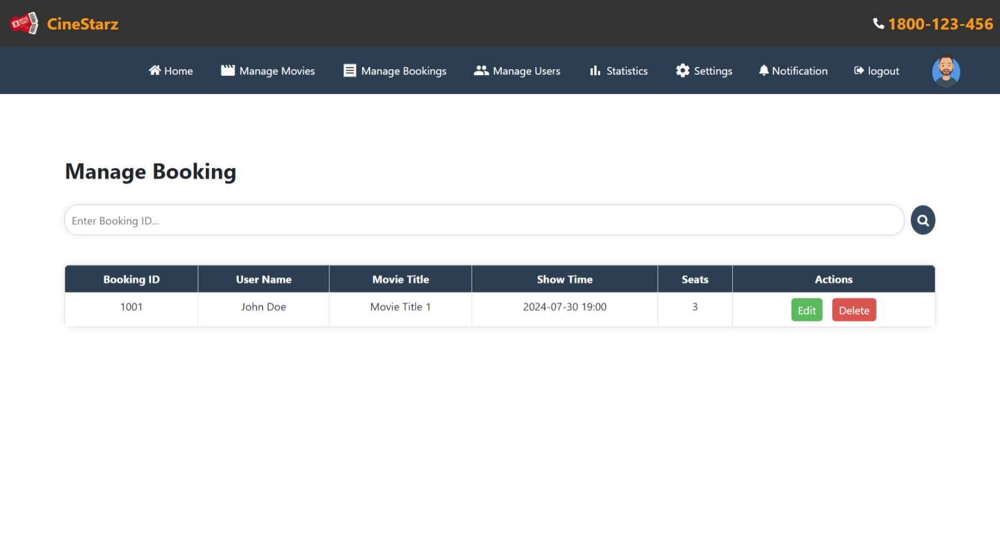 MOVIE TICKET
CineStarz
1800-123-456
Home Manage Movies Manage Bookings Manage Users Statistics Settings Notification logout
Manage Booking
Enter Booking ID...
Booking ID User Name Movie Title Show Time Seats Actions
1001 John Doe Movie Title 1 2024-07-30 19:00 3 Edit Delete